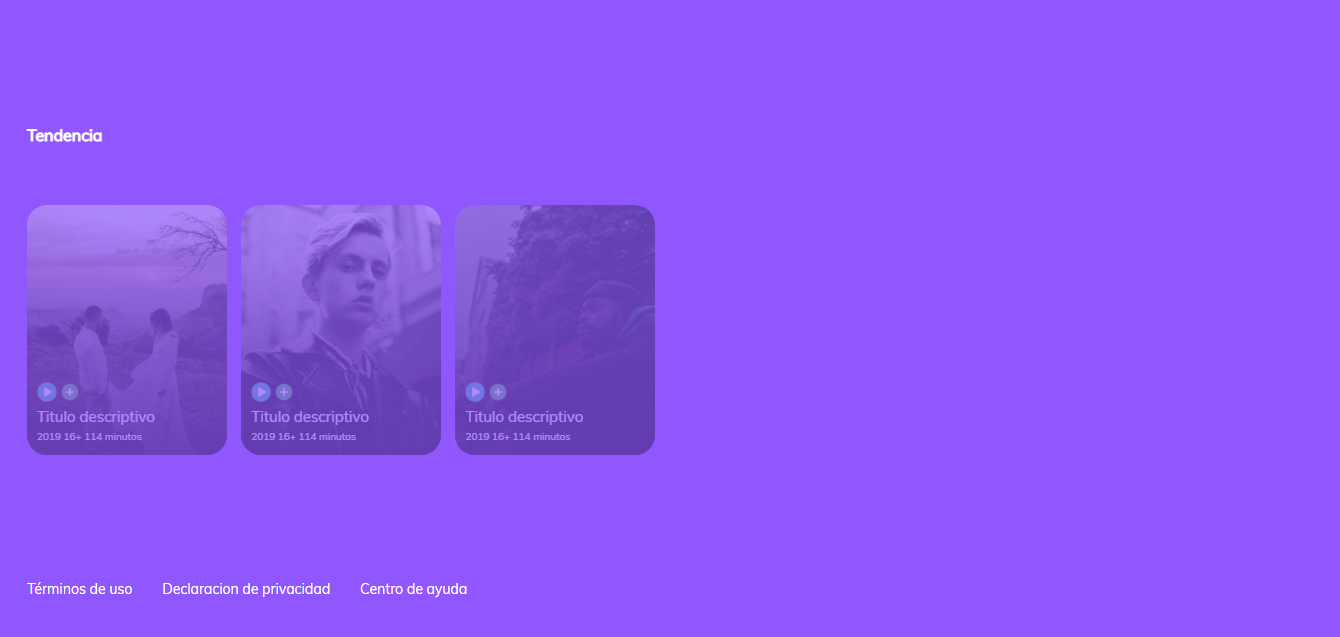 Tendencia
Titulo descriptivo
2019 16+ 114 minutos
Titulo descriptivo
2019 16+ 114 minutos
Titulo descriptivo
2019 16+ 114 minutos
Términos de uso Declaracion de privacidad Centro de ayuda